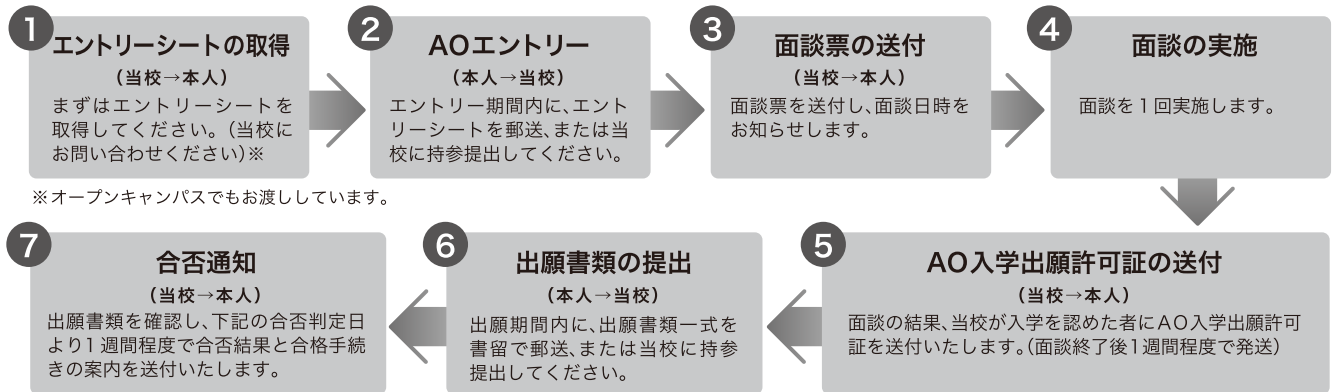 1
エントリーシートの取得
（当校→本人）
まずはエントリーシートを
取得してください。（当校に
お問い合わせください）※
※オープンキャンパスでもお渡ししています。
2
AOエントリー
（本人→当校）
エントリー期間内に、エント
リーシートを郵送、または当
校に持参提出してください。
3
面談票の送付
（当校→本人）
面談票を送付し、面談日時を
お知らせします。
4
面談の実施
面談を1回実施します。
5
AO入学出願許可証の送付
（当校→本人）
面談の結果、当校が入学を認めた者にAO入学出願許可
証を送付いたします。（面談終了後1週間程度で発送）
6
出願書類の提出
（本人→当校）
出願期間内に、出願書類一式を
書留で郵送、または当校に持参
提出してください。
7
合否通知
（当校→本人）
出願書類を確認し、下記の合否判定日
より1週間程度で合否結果と合格手続
きの案内を送付いたします。